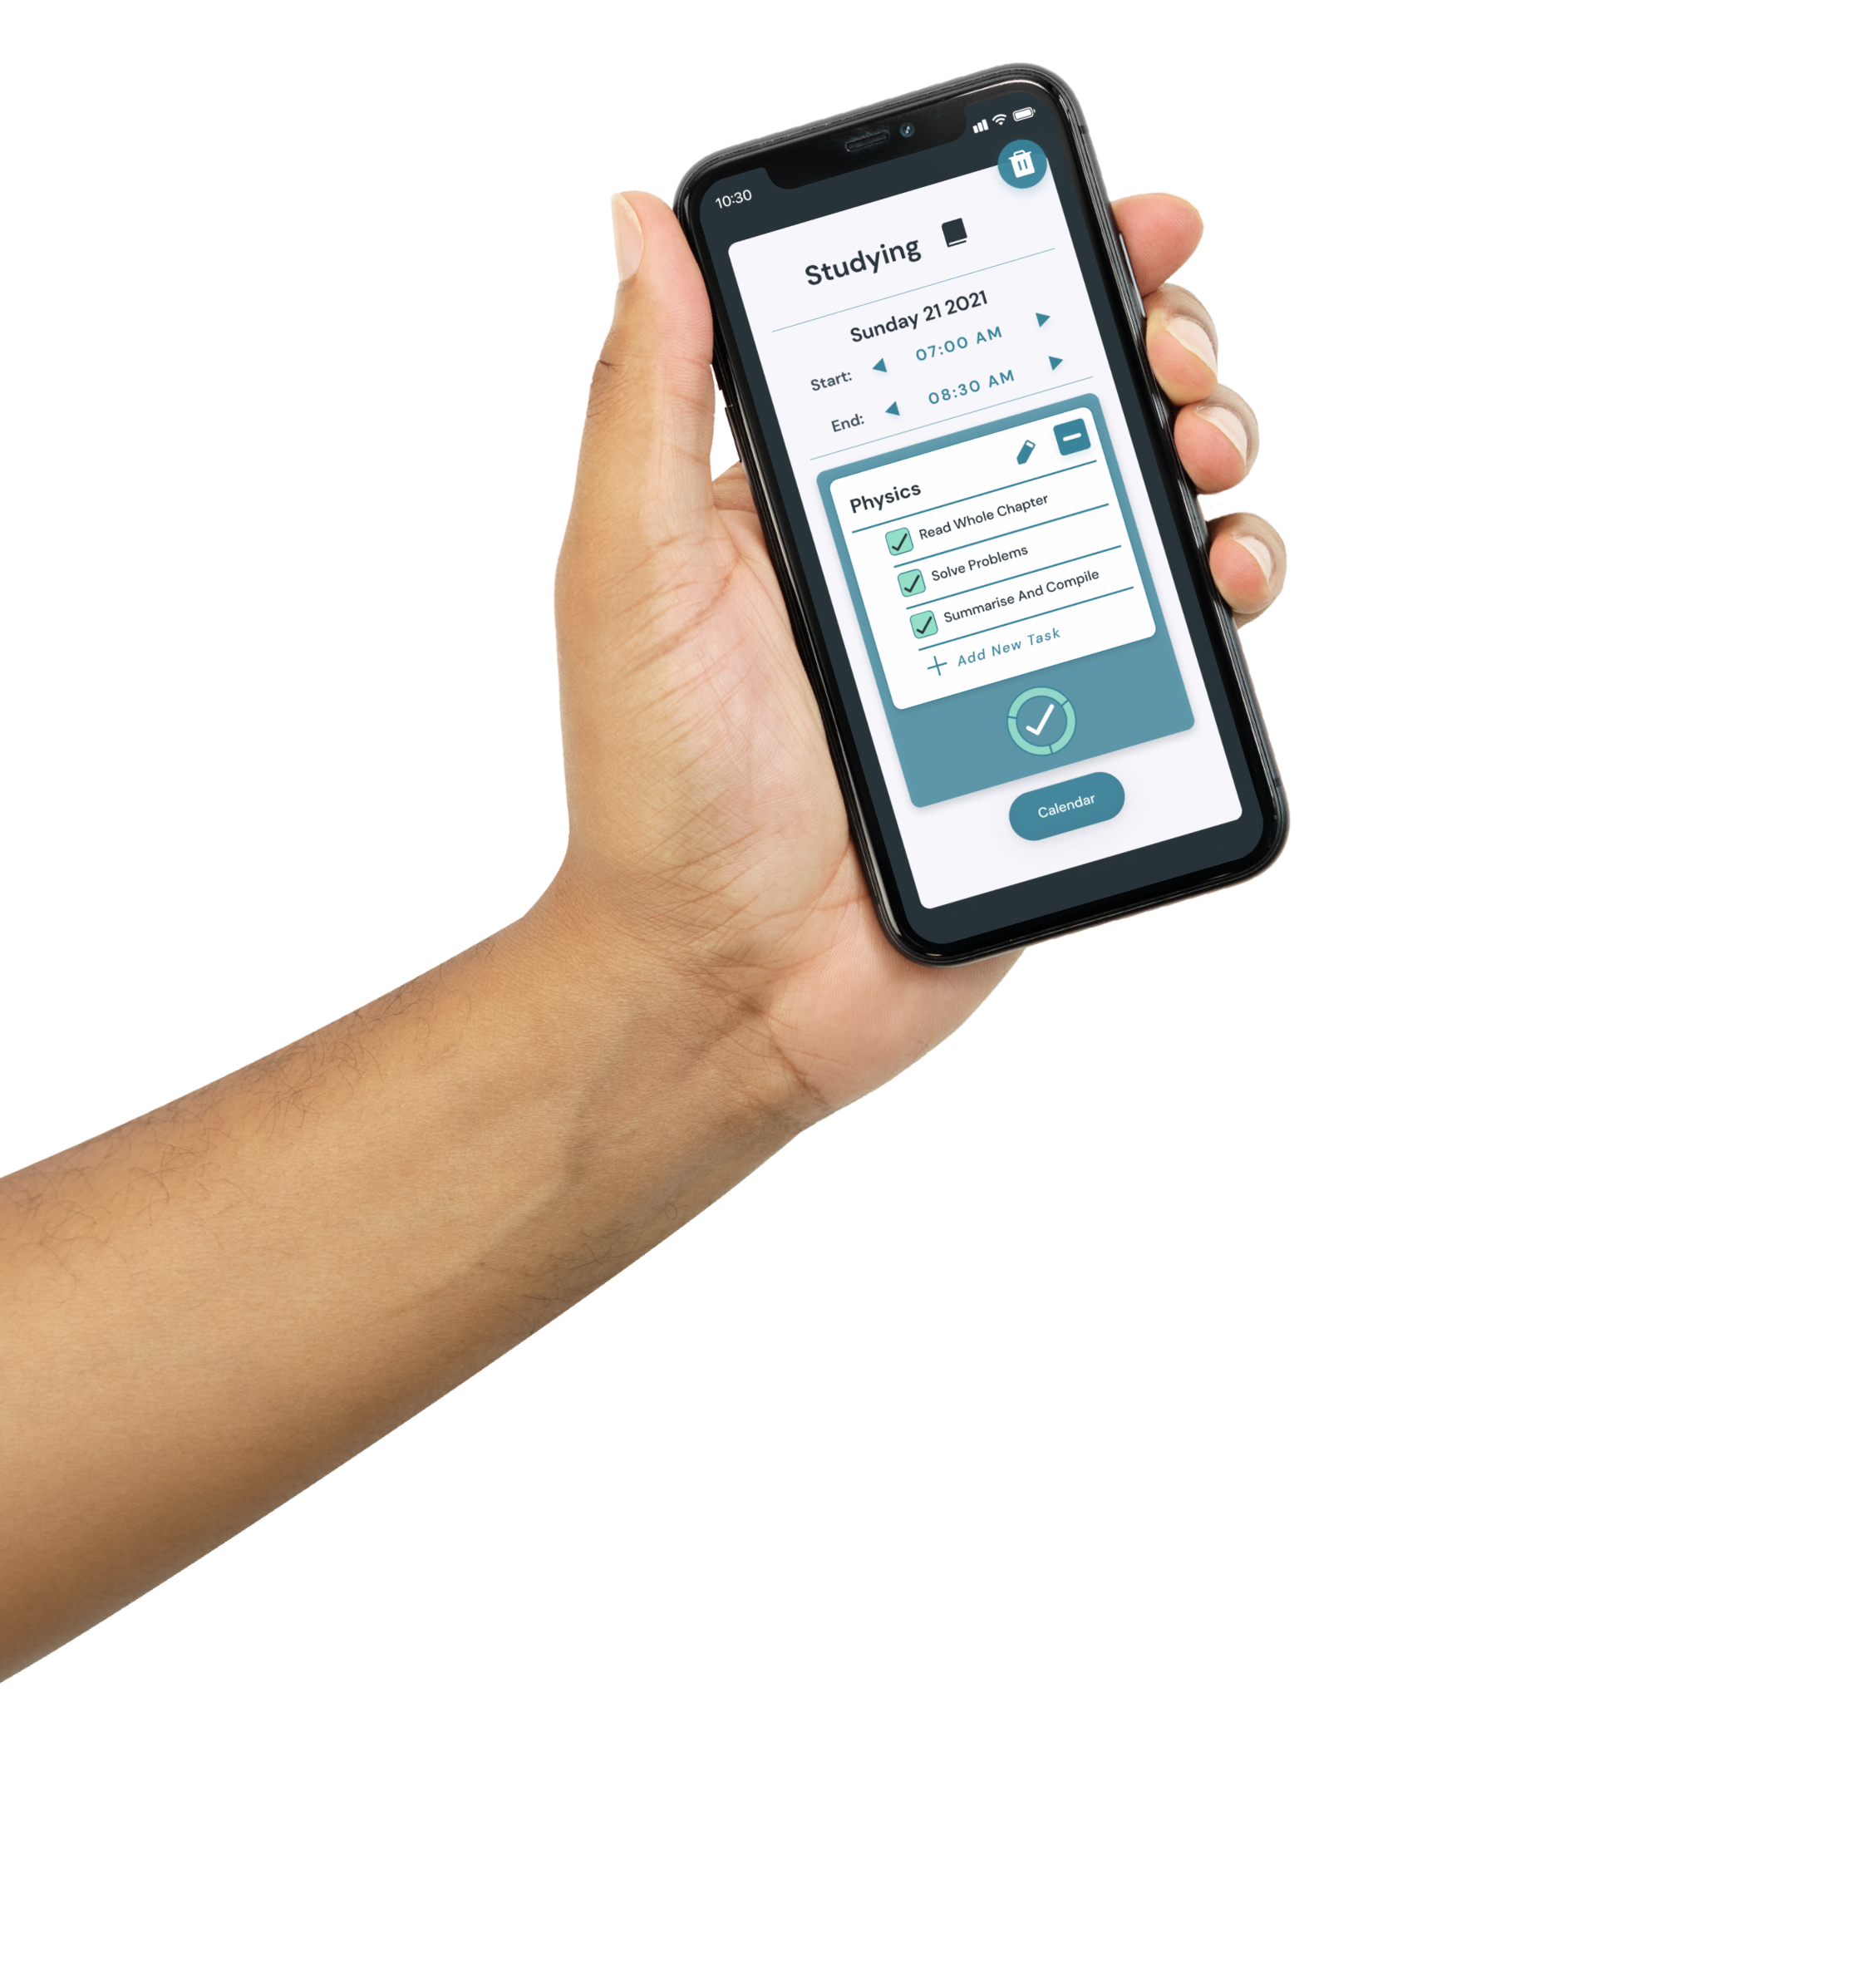 10:30
Studying
Sunday 21 2021
Start: 07:00 AM
End: 08:30 AM
Physics
Read Whole Chapter
Solve Problems
Summarise And Compile
Add New Task
Calendar